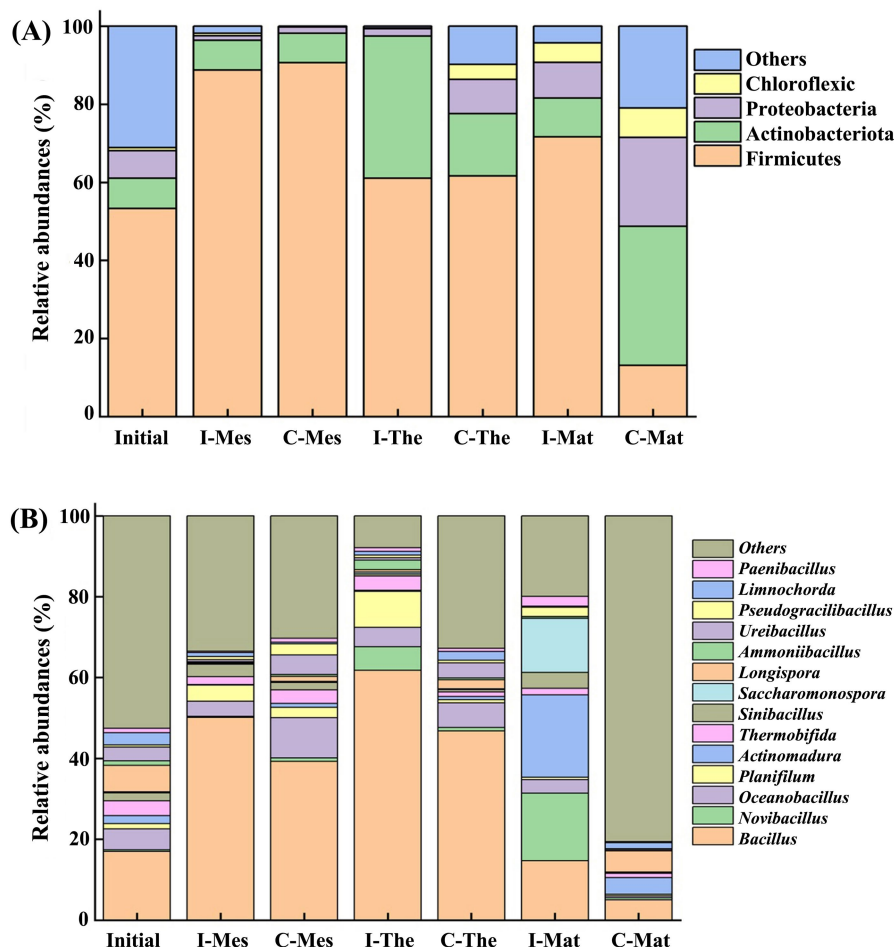 (A)
Relative abundances (%)
100
80
60
40
20
0
Initial I-Mes C-Mes I-The C-The I-Mat C-Mat
Others
Chloroflexic
Proteobacteria
Actinobacteriota
Firmicutes
(B)
Relative abundances (%)
100
80
60
40
20
0
Initial I-Mes C-Mes I-The C-The I-Mat C-Mat
Others
Paenibacillus
Limnochorda
Pseudogracilibacillus
Ureibacillus
Ammoniibacillus
Longispora
Saccharomonospora
Sinibacillus
Thermobifida
Actinomadura
Planifilum
Oceanobacillus
Novibacillus
Bacillus